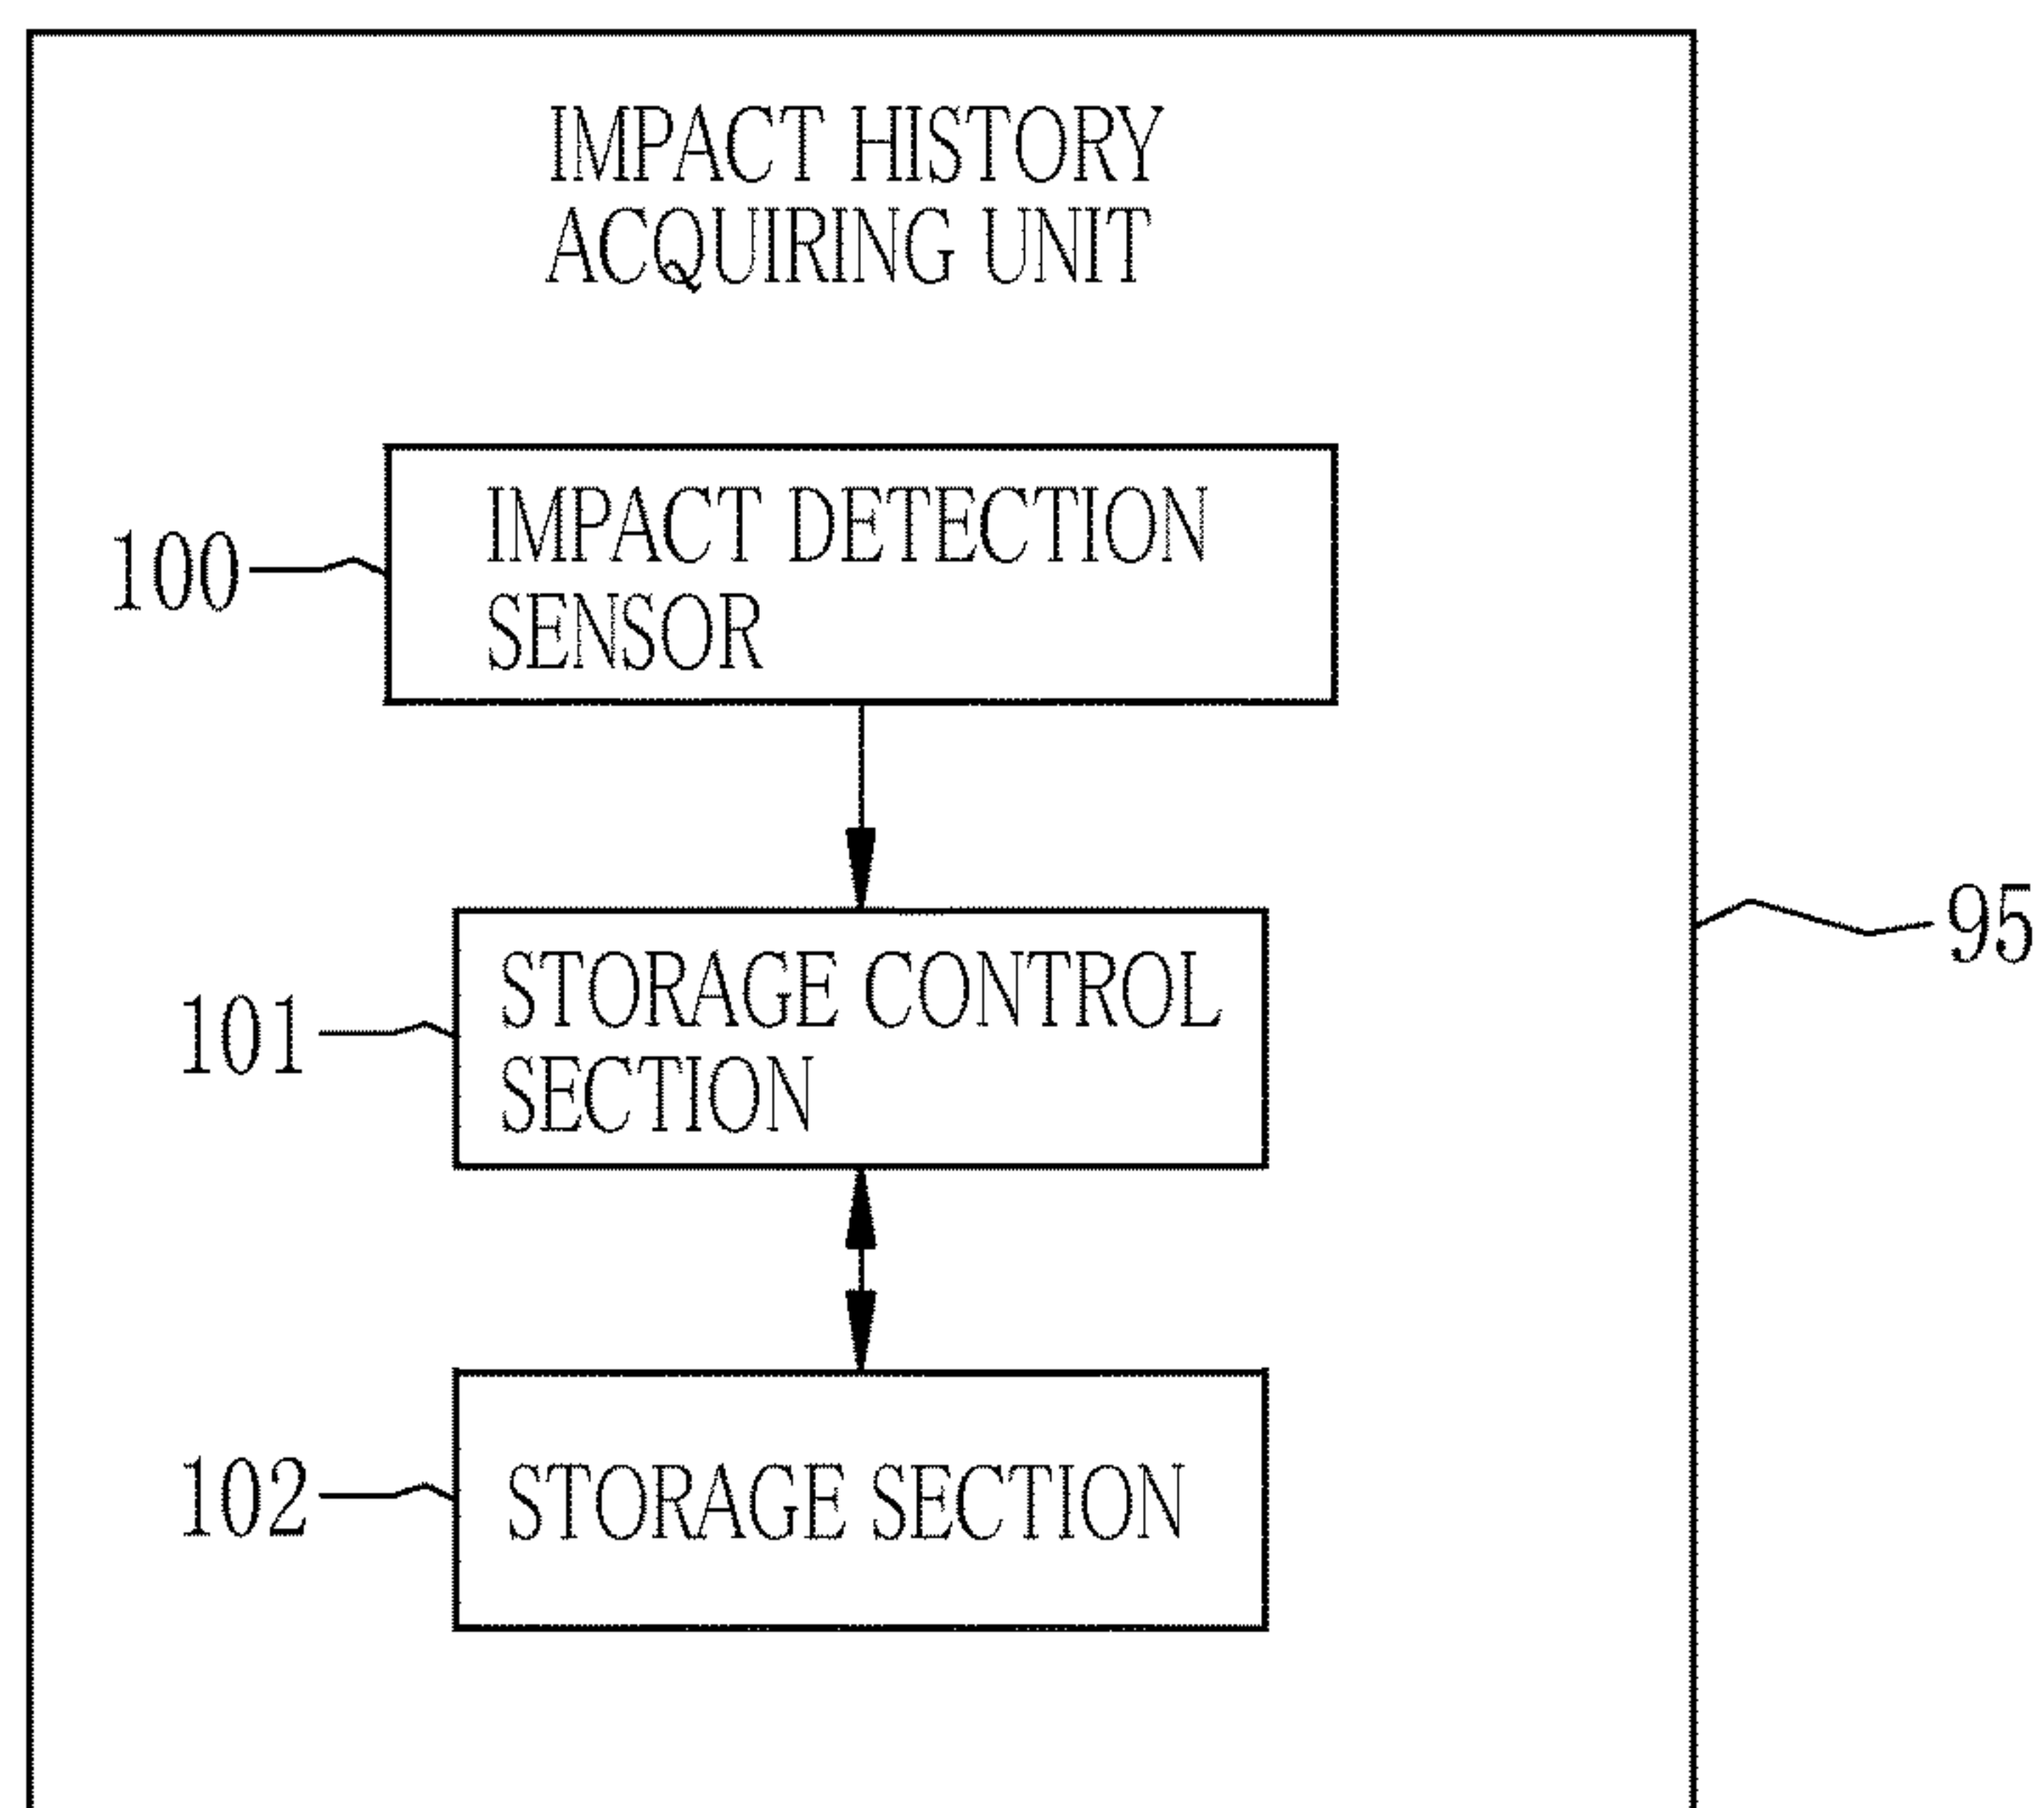 IMPACT HISTORY
ACQUIRING UNIT
100
IMPACT DETECTION
SENSOR
95
101
STORAGE CONTROL
SECTION
102
STORAGE SECTION